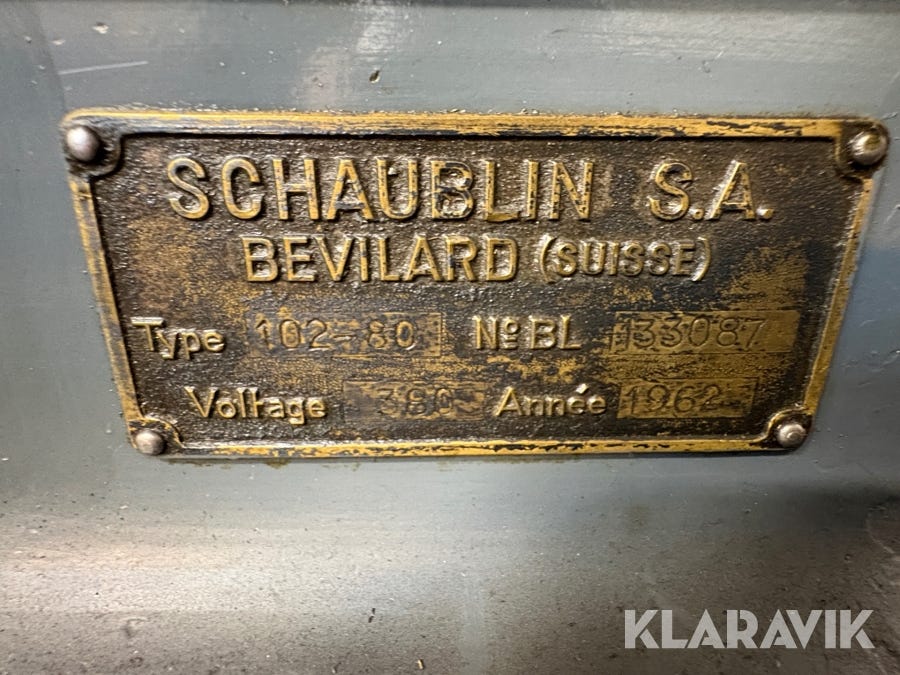 SCHAUBLIN S.A.
BEVILARD (SUISSE)
Type 102-80 No BL 133087
Voltage 380 Année 1962
KLARAVIK